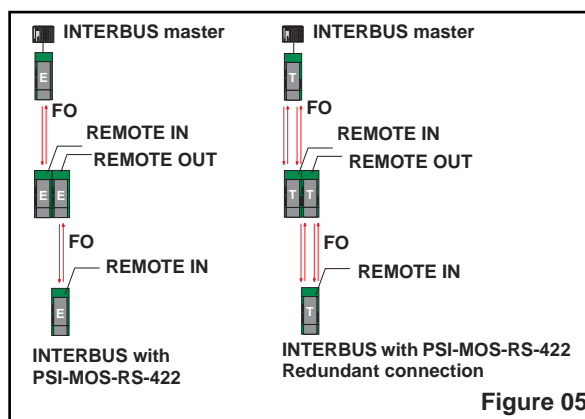 INTERBUS master
E
FO
REMOTE IN
REMOTE OUT
E E
FO
REMOTE IN
E
INTERBUS with
PSI-MOS-RS-422
INTERBUS master
T
FO
REMOTE IN
REMOTE OUT
T T
FO
REMOTE IN
T
INTERBUS with PSI-MOS-RS-422
Redundant connection
Figure 05